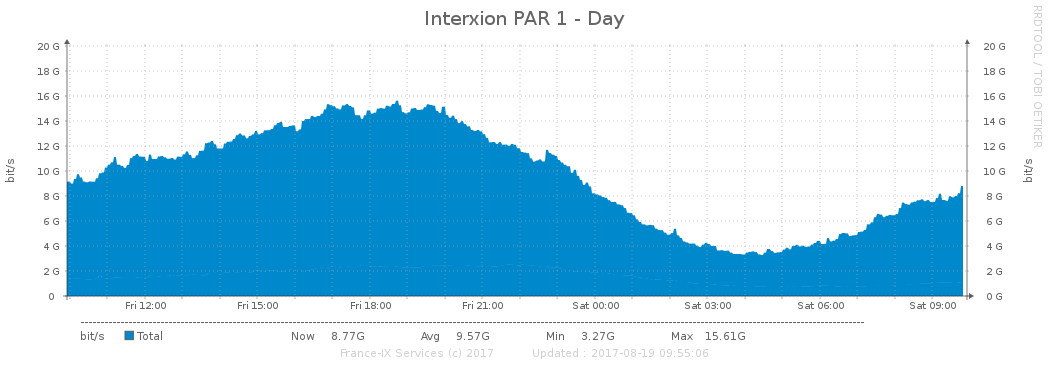 Interxion PAR 1 - Day
RRDTOOL / TOBI OETIKER
20 G 20 G
18 G 18 G
16 G 16 G
14 G 14 G
12 G 12 G
10 G 10 G
8 G 8 G
6 G 6 G
4 G 4 G
2 G 2 G
0 0 G
bit/s
bit/s
Fri 12:00 Fri 15:00 Fri 18:00 Fri 21:00 Sat 00:00 Sat 03:00 Sat 06:00 Sat 09:00
bit/s Total Now 8.77G Avg 9.57G Min 3.27G Max 15.61G
France-IX Services (c) 2017 Updated : 2017-08-19 09:55:06